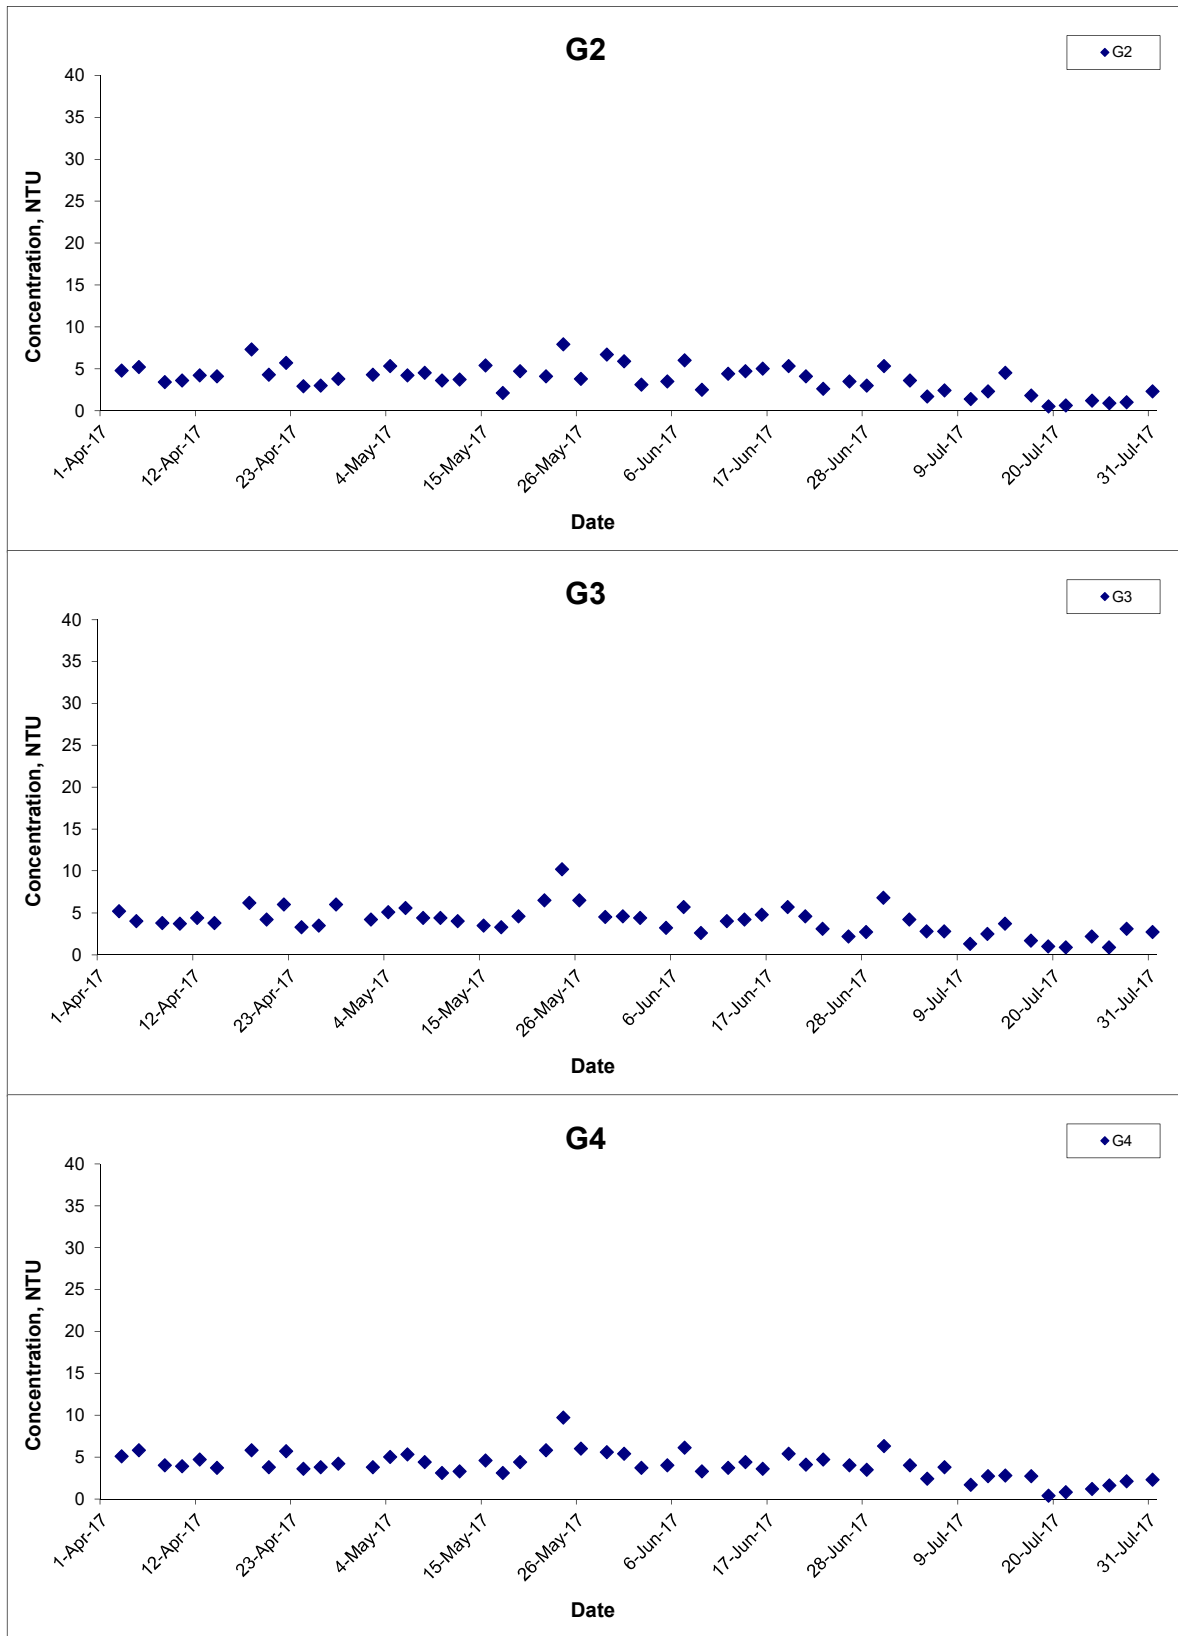 G2
G2
40
35
30
25
20
15
10
5
0
Concentration, NTU
1-Apr-17
12-Apr-17
23-Apr-17
4-May-17
15-May-17
26-May-17
6-Jun-17
17-Jun-17
28-Jun-17
9-Jul-17
20-Jul-17
31-Jul-17
Date
G3
G3
40
35
30
25
20
15
10
5
0
Concentration, NTU
1-Apr-17
12-Apr-17
23-Apr-17
4-May-17
15-May-17
26-May-17
6-Jun-17
17-Jun-17
28-Jun-17
9-Jul-17
20-Jul-17
31-Jul-17
Date
G4
G4
40
35
30
25
20
15
10
5
0
Concentration, NTU
1-Apr-17
12-Apr-17
23-Apr-17
4-May-17
15-May-17
26-May-17
6-Jun-17
17-Jun-17
28-Jun-17
9-Jul-17
20-Jul-17
31-Jul-17
Date